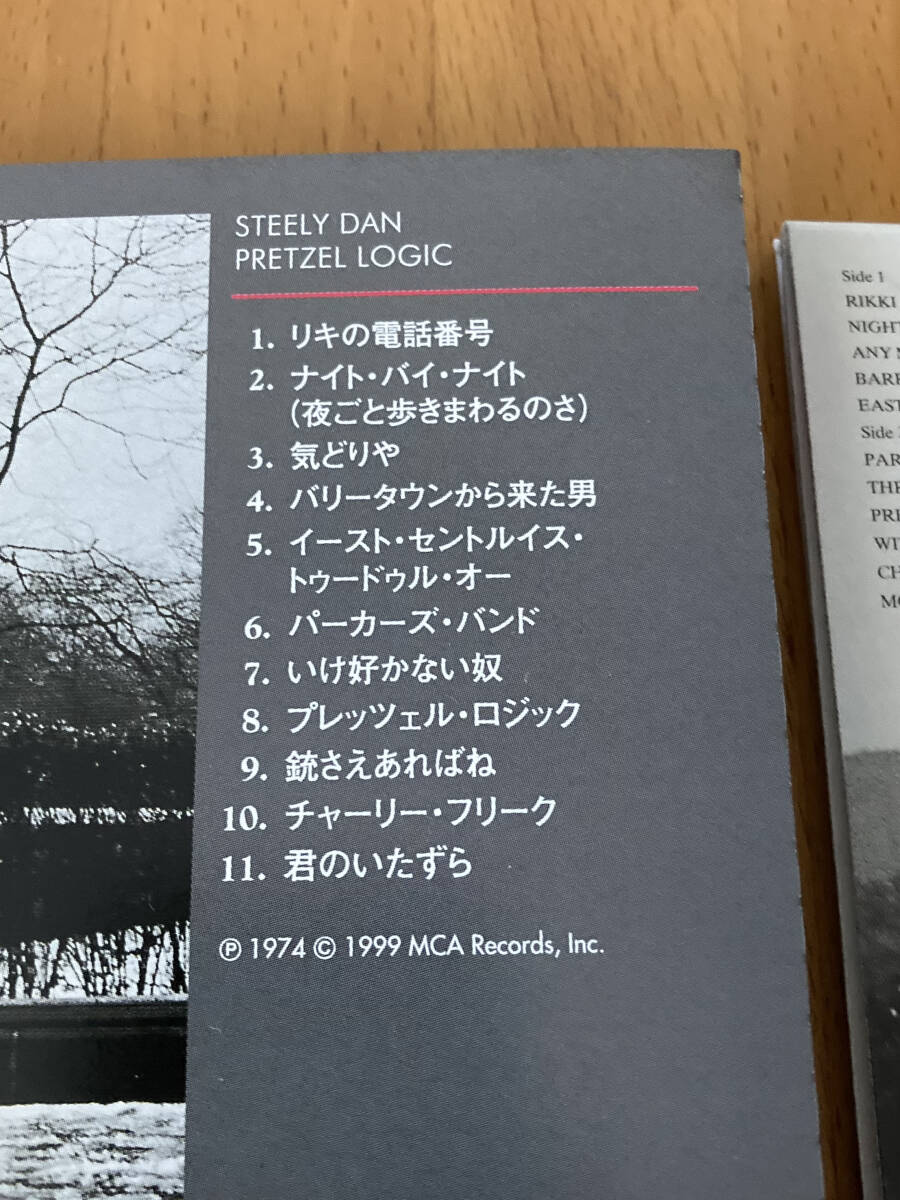 STEELY DAN
PRETZEL LOGIC
1. リキの電話番号
2. ナイト・バイ・ナイト
(夜ごと歩きまわるのさ)
3. 気どりや
4. バリータウンから来た男
5. イースト・セントルイス・
トゥードゥル・オー
6. パーカーズ・バンド
7. いけ好かない奴
8. プレッツェル・ロジック
9. 銃さえあればね
10. チャーリー・フリーク
11. 君のいたずら
Ⓟ 1974 © 1999 MCA Records, Inc.
Side 1
RIKKI
NIGHT
ANY
BARR
EAST
Side
PAR
THE
PRE
WI
CH